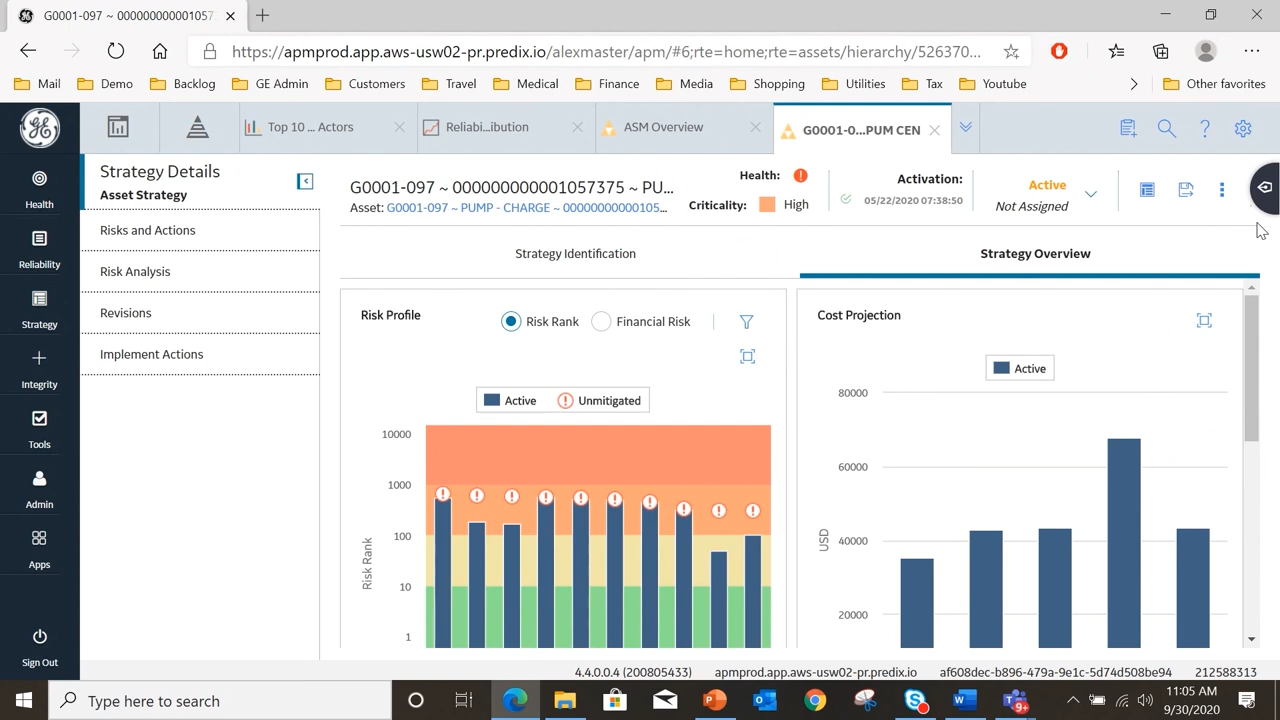 G0001-097 ~ 0000000000010575
https://apmprod.app.aws-usw02-pr.predix.io/alexmaster/apm/#6;rte=home;rte=assets/hierarchy/526370...
Mail Demo Backlog GE Admin Customers Travel Medical Finance Media Shopping Utilities Tax Youtube Other favorites
Top 10 ... Actors Reliabi...ibution ASM Overview G0001-0...PUM CEN
Health
Reliability
Strategy
Integrity
Tools
Admin
Apps
Sign Out
Strategy Details
Asset Strategy
Risks and Actions
Risk Analysis
Revisions
Implement Actions
G0001-097 ~ 000000000001057375 ~ PU...
Asset: G0001-097 ~ PUMP - CHARGE ~ 00000000000105...
Health:
Criticality: High
Activation:
05/22/2020 07:38:50
Active
Not Assigned
Strategy Identification Strategy Overview
Risk Profile Risk Rank Financial Risk
Active Unmitigated
10000
1000
100
10
1
Risk Rank
Cost Projection
Active
80000
60000
40000
20000
USD
4.4.0.0.4 (200805433) apmprod.app.aws-usw02-pr.predix.io af608dec-b896-479a-9e1c-5d74d508be94 212588313
Type here to search
9+
11:05 AM
9/30/2020